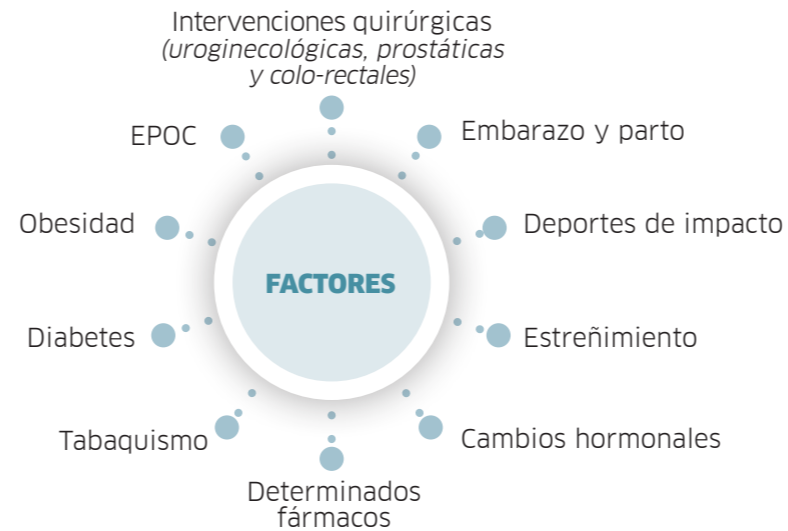 Intervenciones quirúrgicas
(uroginecológicas, prostáticas
y colo-rectales)
EPOC
Embarazo y parto
Obesidad
Deportes de impacto
FACTORES
Diabetes
Estreñimiento
Tabaquismo
Cambios hormonales
Determinados
fármacos